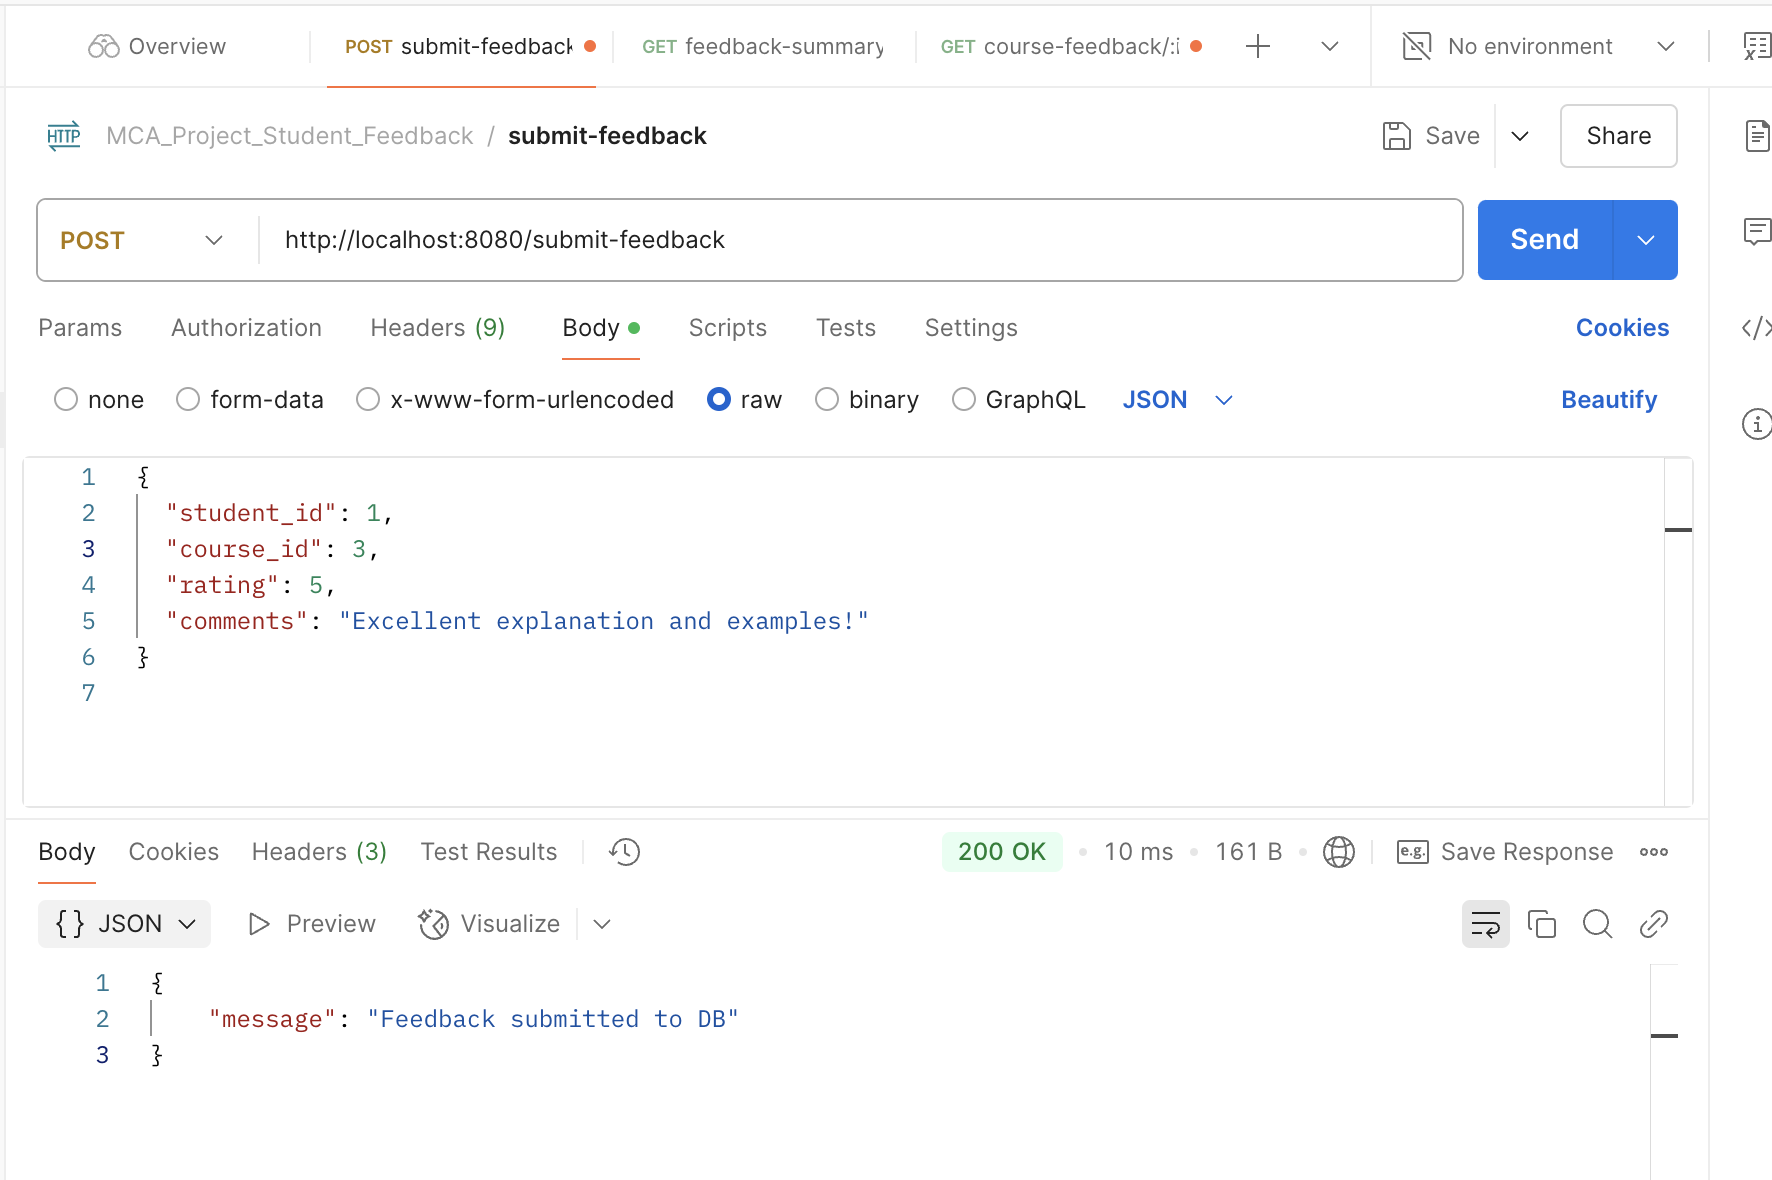 Overview POST submit-feedback GET feedback-summary GET course-feedback/:i No environment
HTTP MCA_Project_Student_Feedback / submit-feedback Save Share
POST http://localhost:8080/submit-feedback Send
Params Authorization Headers (9) Body Scripts Tests Settings Cookies
none form-data x-www-form-urlencoded raw binary GraphQL JSON Beautify
1 {
2 "student_id": 1,
3 "course_id": 3,
4 "rating": 5,
5 "comments": "Excellent explanation and examples!"
6 }
7
Body Cookies Headers (3) Test Results 200 OK • 10 ms • 161 B • e.g. Save Response
{} JSON Preview Visualize
1 {
2 "message": "Feedback submitted to DB"
3 }